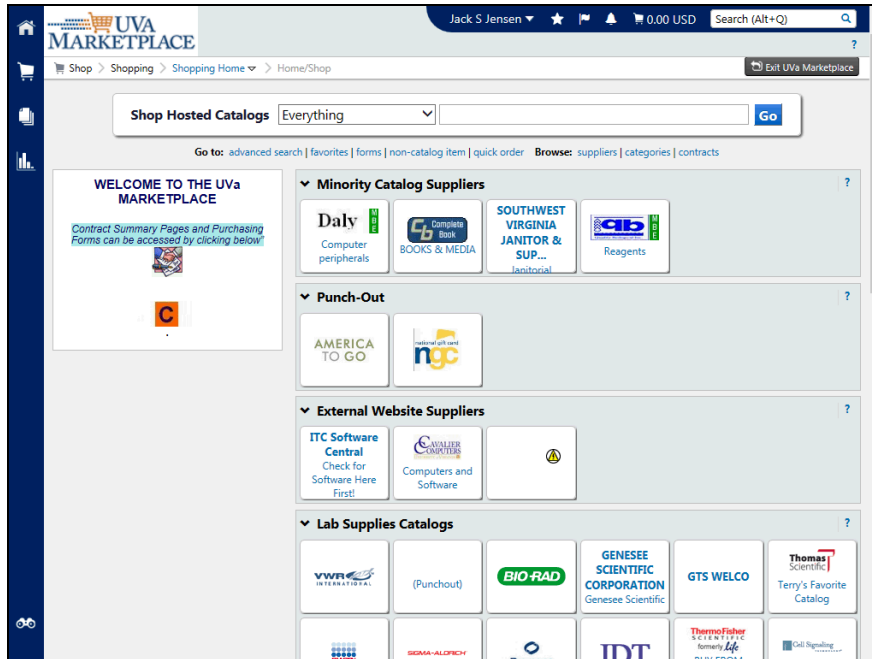 UVA
MARKETPLACE
Jack S Jensen
0.00 USD
Search (Alt+Q)
?
Shop > Shopping > Shopping Home > Home/Shop
Exit UVa Marketplace
Shop Hosted Catalogs
Everything
Go
Go to: advanced search | favorites | forms | non-catalog item | quick order Browse: suppliers | categories | contracts
WELCOME TO THE UVa
MARKETPLACE
Contract Summary Pages and Purchasing
Forms can be accessed by clicking below"
C
.
Minority Catalog Suppliers
?
Daly
MBE
Computer
peripherals
Cb Complete
Book
BOOKS & MEDIA
SOUTHWEST
VIRGINIA
JANITOR &
SUP...
Janitorial
MBE
Reagents
Punch-Out
?
AMERICA
TO GO
national gift card
ngc
External Website Suppliers
?
ITC Software
Central
Check for
Software Here
First!
CAVALIER
COMPUTERS
Computers and
Software
Lab Supplies Catalogs
?
VWR
INTERNATIONAL
(Punchout)
BIO-RAD
GENESEE
SCIENTIFIC
CORPORATION
Genesee Scientific
GTS WELCO
Thomas
Scientific
Terry's Favorite
Catalog
SIGMA-ALDRICH
IDT
ThermoFisher
SCIENTIFIC
formerly life
Cell Signaling